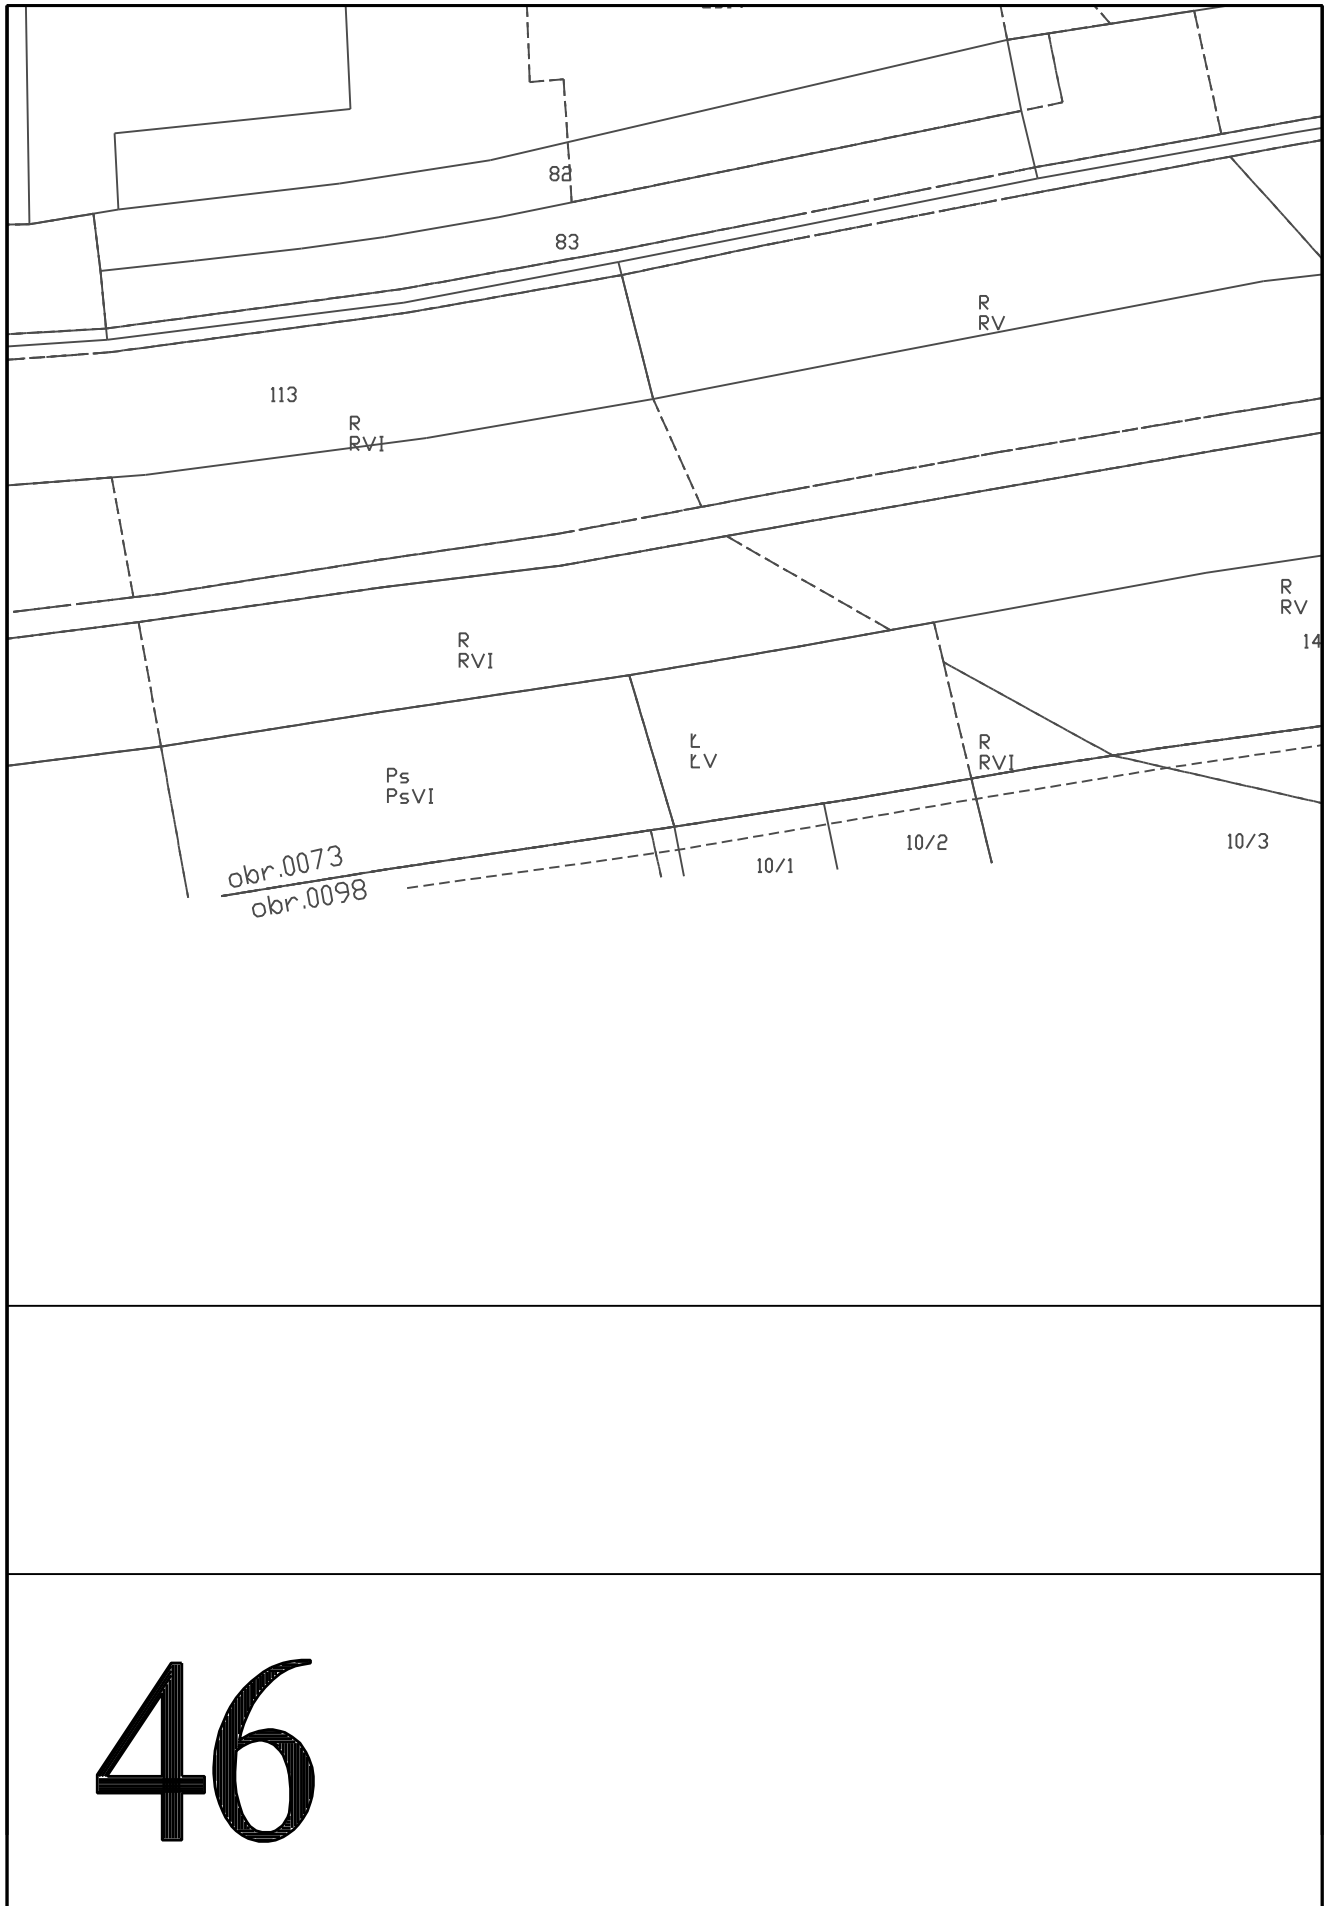 82
83
R
RV
113
R
RVI
R
RV
R
RVI
14
Ł
ŁV
R
RVI
Ps
PsVI
10/1
10/2
10/3
obr.0073
obr.0098
46